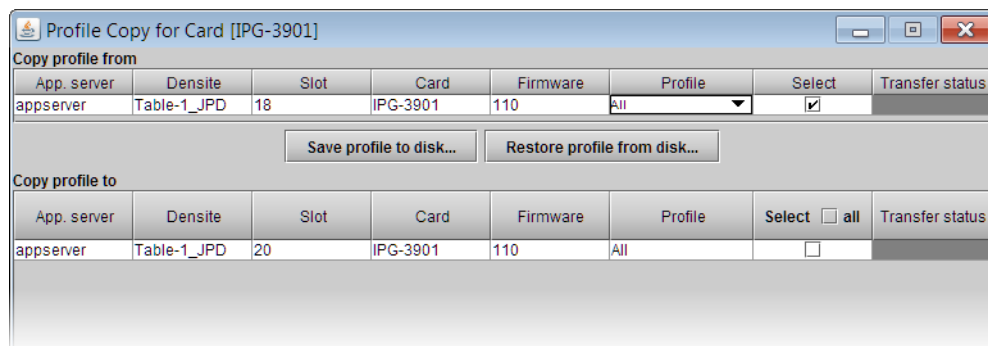 Profile Copy for Card [IPG-3901]
Copy profile from
App. server Densite Slot Card Firmware Profile Select Transfer status
appserver Table-1_JPD 18 IPG-3901 110 All
Save profile to disk... Restore profile from disk...
Copy profile to
App. server Densite Slot Card Firmware Profile Select all Transfer status
appserver Table-1_JPD 20 IPG-3901 110 All